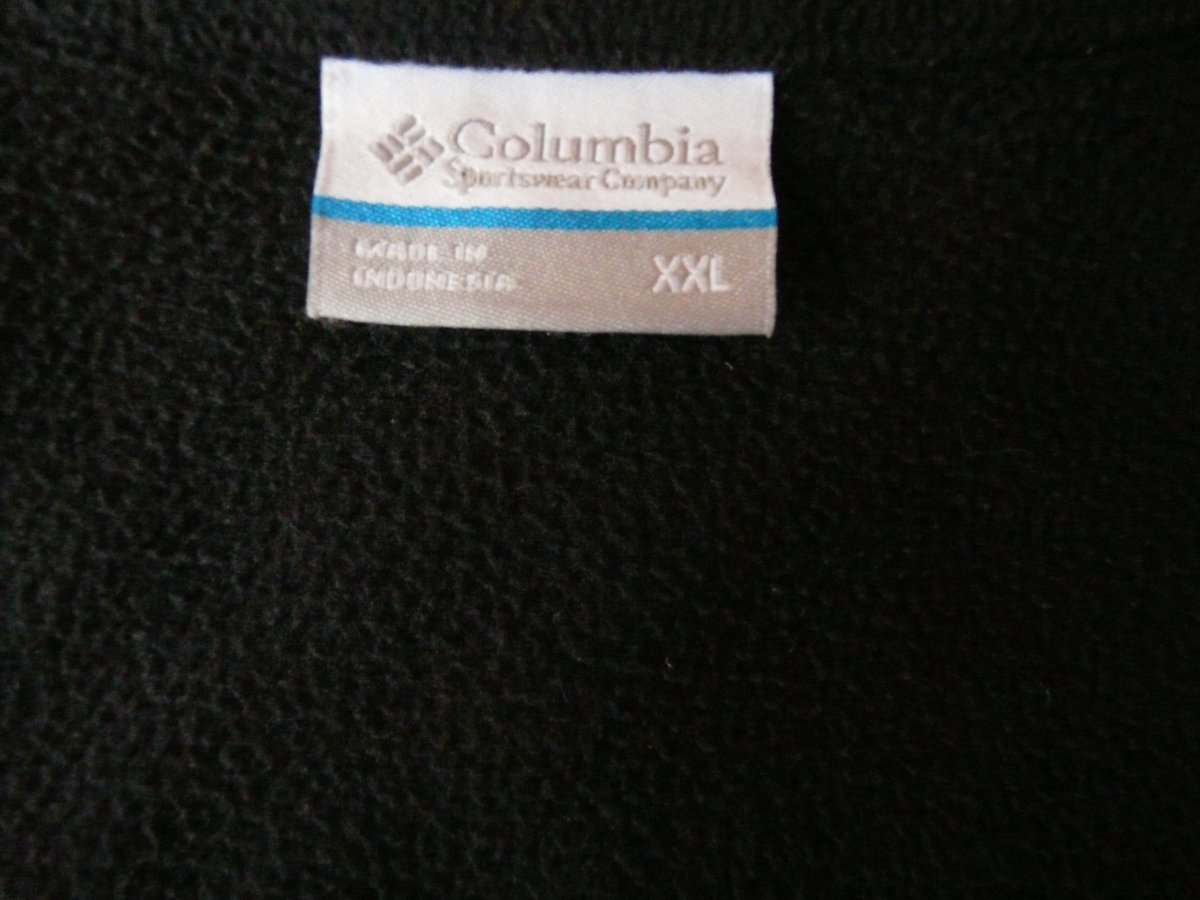 Columbia
Sportswear Company
MADE IN
INDONESIA
XXL